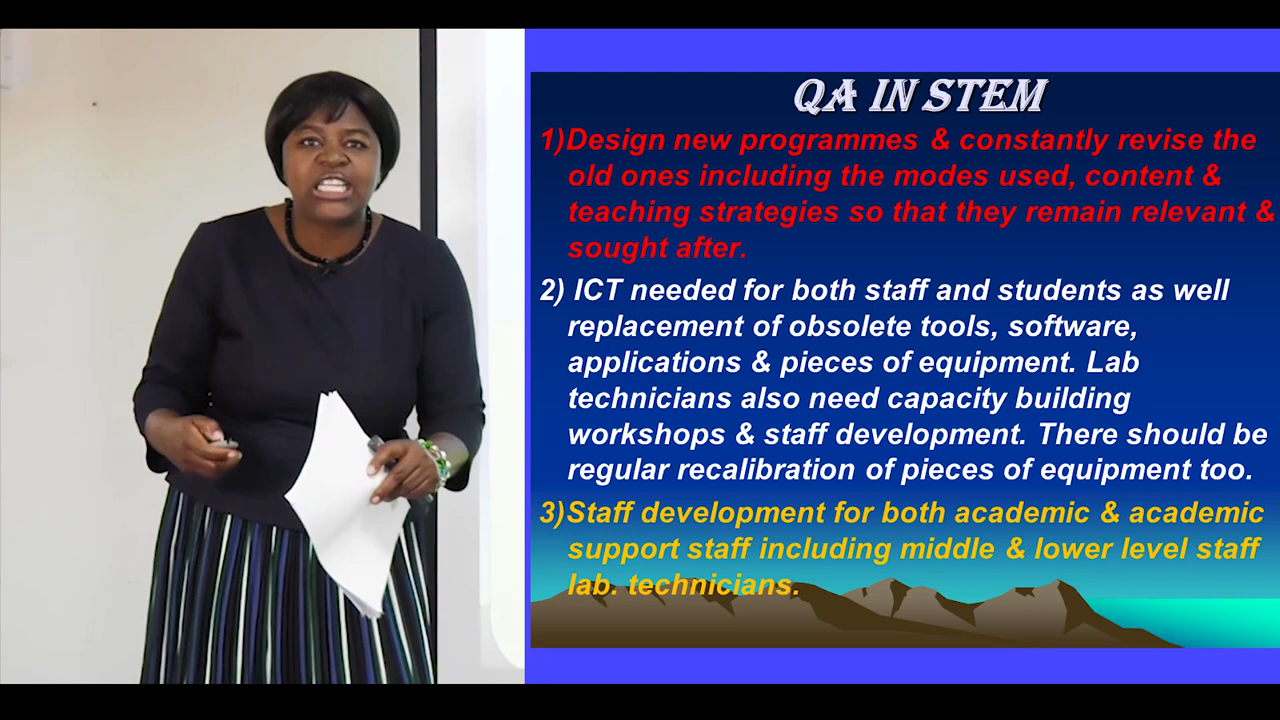 QA IN STEM
1)Design new programmes & constantly revise the
old ones including the modes used, content &
teaching strategies so that they remain relevant &
sought after.
2) ICT needed for both staff and students as well
replacement of obsolete tools, software,
applications & pieces of equipment. Lab
technicians also need capacity building
workshops & staff development. There should be
regular recalibration of pieces of equipment too.
3)Staff development for both academic & academic
support staff including middle & lower level staff
lab. technicians.